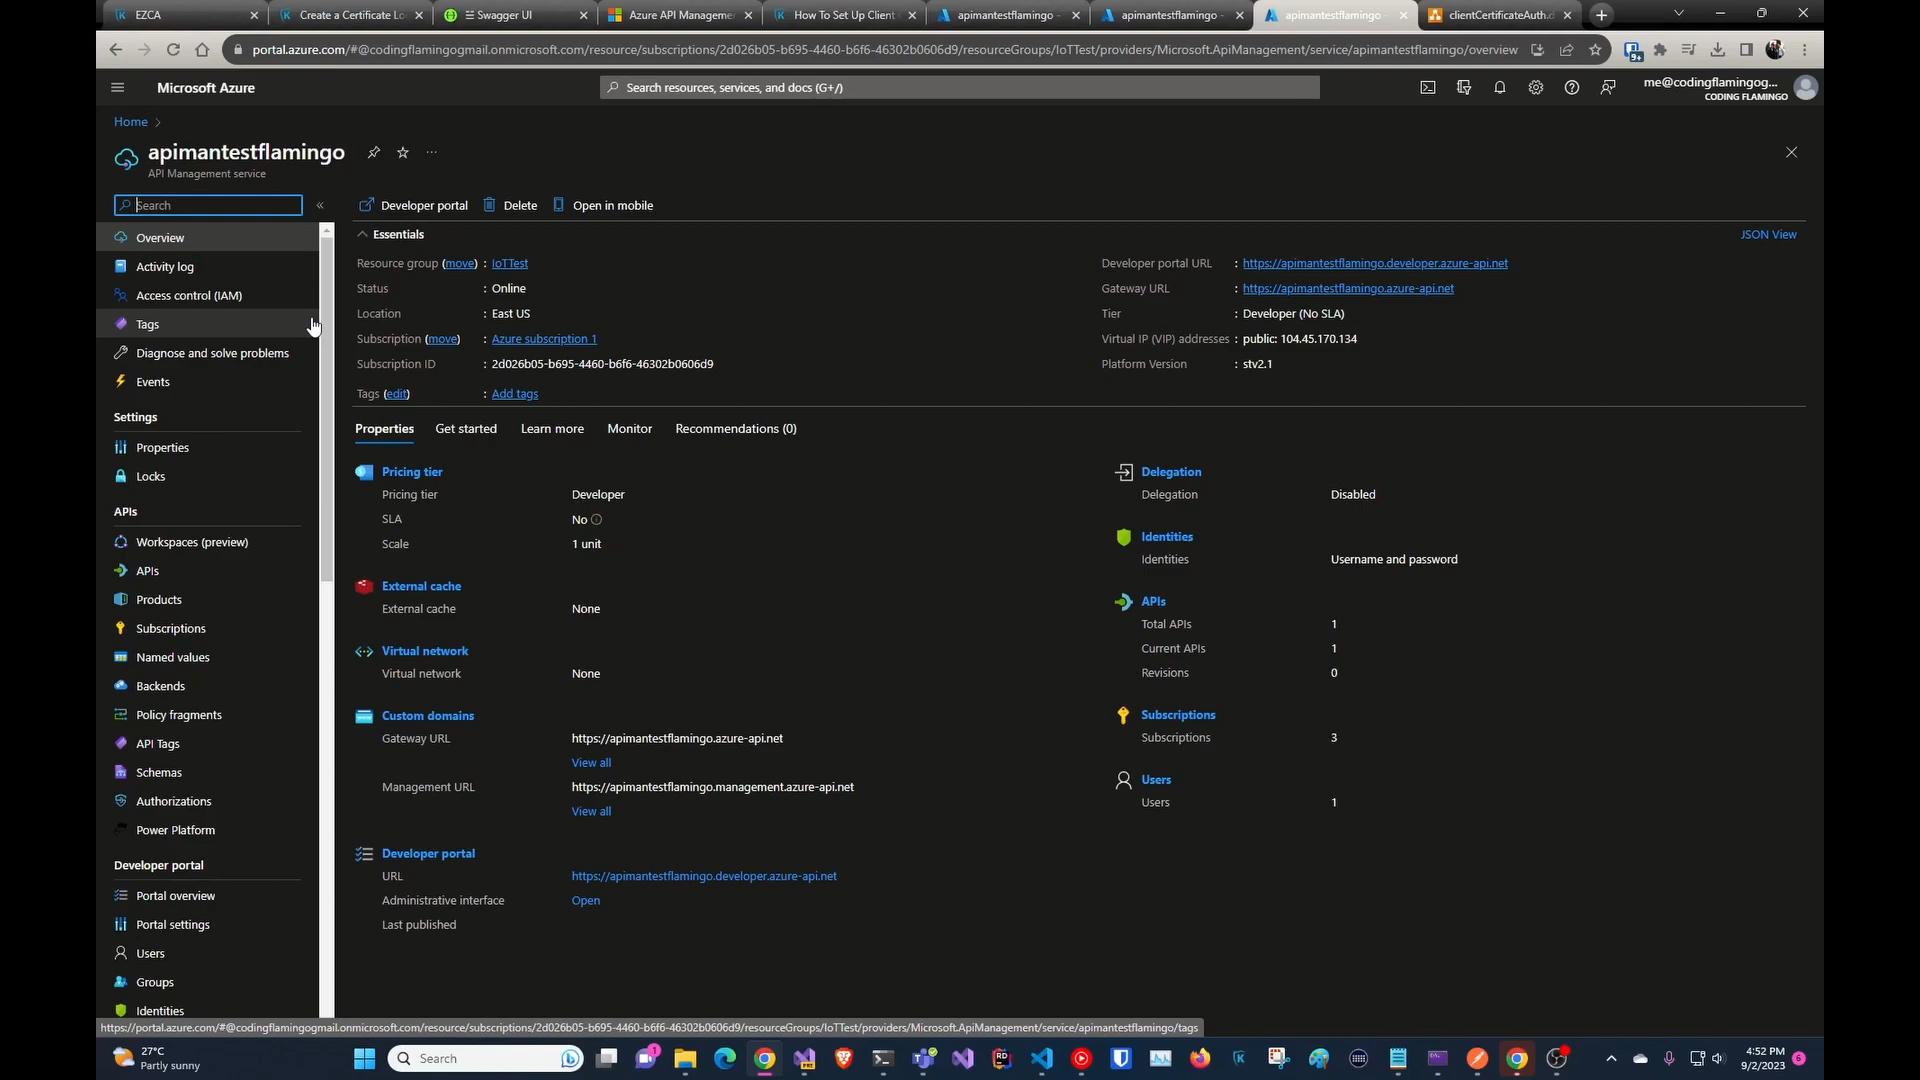 EZCA
Create a Certificate Lo
Swagger UI
Azure API Manageme
How To Set Up Client
apimantestflamingo -
apimantestflamingo -
apimantestflamingo
clientCertificateAuth.d
portal.azure.com/#@codingflamingogmail.onmicrosoft.com/resource/subscriptions/2d026b05-b695-4460-b6f6-46302b0606d9/resourceGroups/IoTTest/providers/Microsoft.ApiManagement/service/apimantestflamingo/overview
9+
Microsoft Azure
Search resources, services, and docs (G+/)
me@codingflamingog...
CODING FLAMINGO
Home >
apimantestflamingo
API Management service
Search
«
Developer portal
Delete
Open in mobile
Essentials
JSON View
Resource group (move) : IoTTest
Status : Online
Location : East US
Subscription (move) : Azure subscription 1
Subscription ID : 2d026b05-b695-4460-b6f6-46302b0606d9
Tags (edit) : Add tags
Developer portal URL : https://apimantestflamingo.developer.azure-api.net
Gateway URL : https://apimantestflamingo.azure-api.net
Tier : Developer (No SLA)
Virtual IP (VIP) addresses : public: 104.45.170.134
Platform Version : stv2.1
Overview
Activity log
Access control (IAM)
Tags
Diagnose and solve problems
Events
Settings
Properties
Locks
APIs
Workspaces (preview)
APIs
Products
Subscriptions
Named values
Backends
Policy fragments
API Tags
Schemas
Authorizations
Power Platform
Developer portal
Portal overview
Portal settings
Users
Groups
Identities
Properties
Get started
Learn more
Monitor
Recommendations (0)
Pricing tier
Pricing tier Developer
SLA No
Scale 1 unit
External cache
External cache None
Virtual network
Virtual network None
Custom domains
Gateway URL https://apimantestflamingo.azure-api.net
View all
Management URL https://apimantestflamingo.management.azure-api.net
View all
Developer portal
URL https://apimantestflamingo.developer.azure-api.net
Administrative interface Open
Last published
Delegation
Delegation Disabled
Identities
Identities Username and password
APIs
Total APIs 1
Current APIs 1
Revisions 0
Subscriptions
Subscriptions 3
Users
Users 1
https://portal.azure.com/#@codingflamingogmail.onmicrosoft.com/resource/subscriptions/2d026b05-b695-4460-b6f6-46302b0606d9/resourceGroups/IoTTest/providers/Microsoft.ApiManagement/service/apimantestflamingo/tags
27°C
Partly sunny
Search
1
PRE
RD
4:52 PM
9/2/2023
6